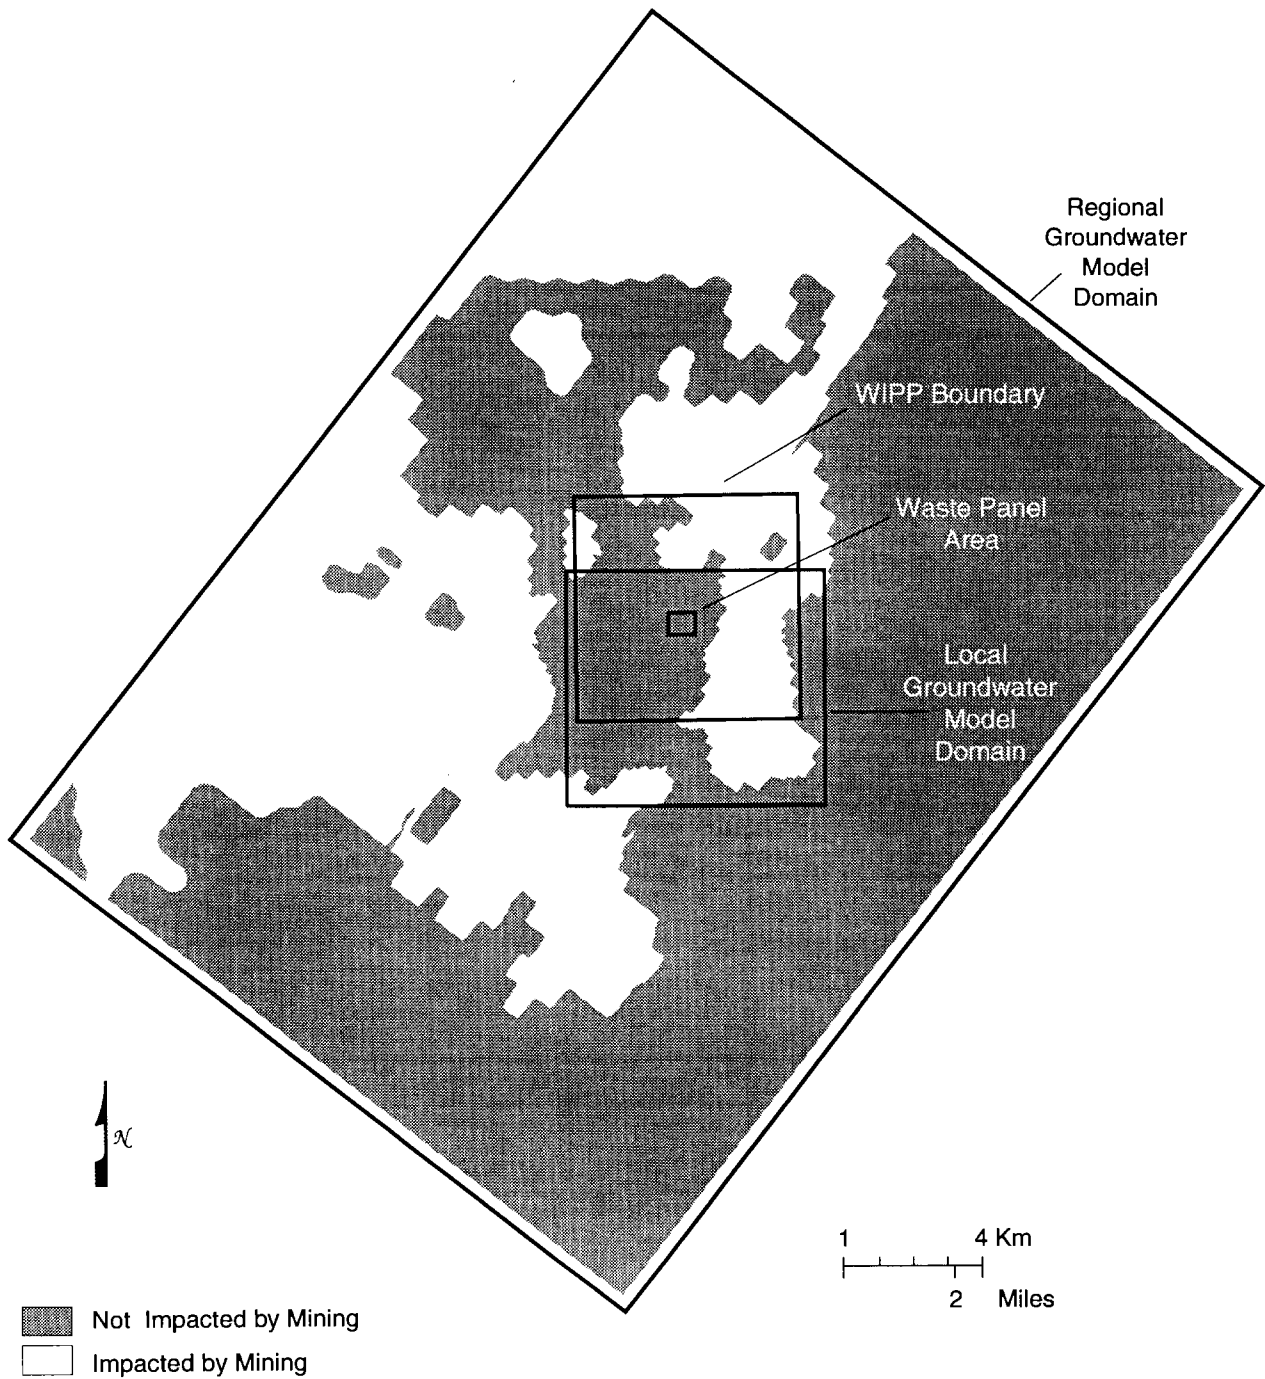 Regional
Groundwater
Model
Domain
WIPP Boundary
Waste Panel
Area
Local
Groundwater
Model
Domain
N
1 4 Km
2 Miles
Not Impacted by Mining
Impacted by Mining